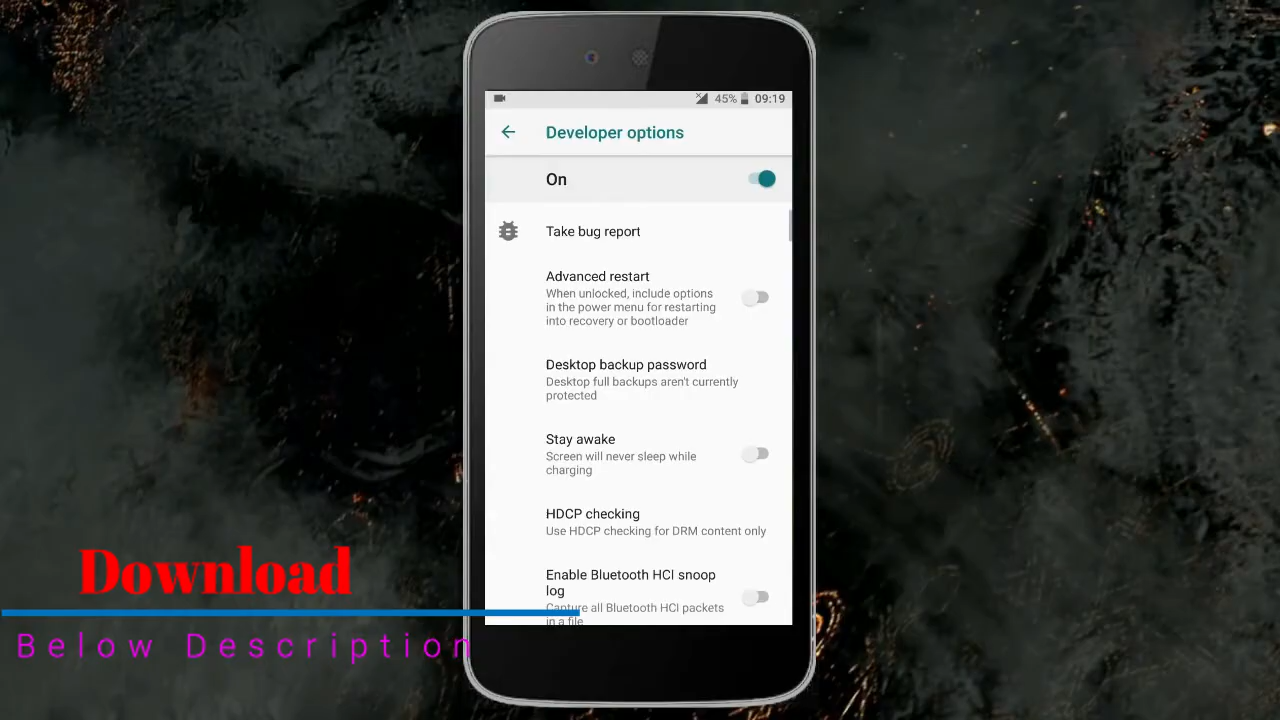 45% 09:19
Developer options
On
Take bug report
Advanced restart
When unlocked, include options
in the power menu for restarting
into recovery or bootloader
Desktop backup password
Desktop full backups aren't currently
protected
Stay awake
Screen will never sleep while
charging
HDCP checking
Use HDCP checking for DRM content only
Enable Bluetooth HCI snoop
log
Capture all Bluetooth HCI packets
in a file
Download
Below Description